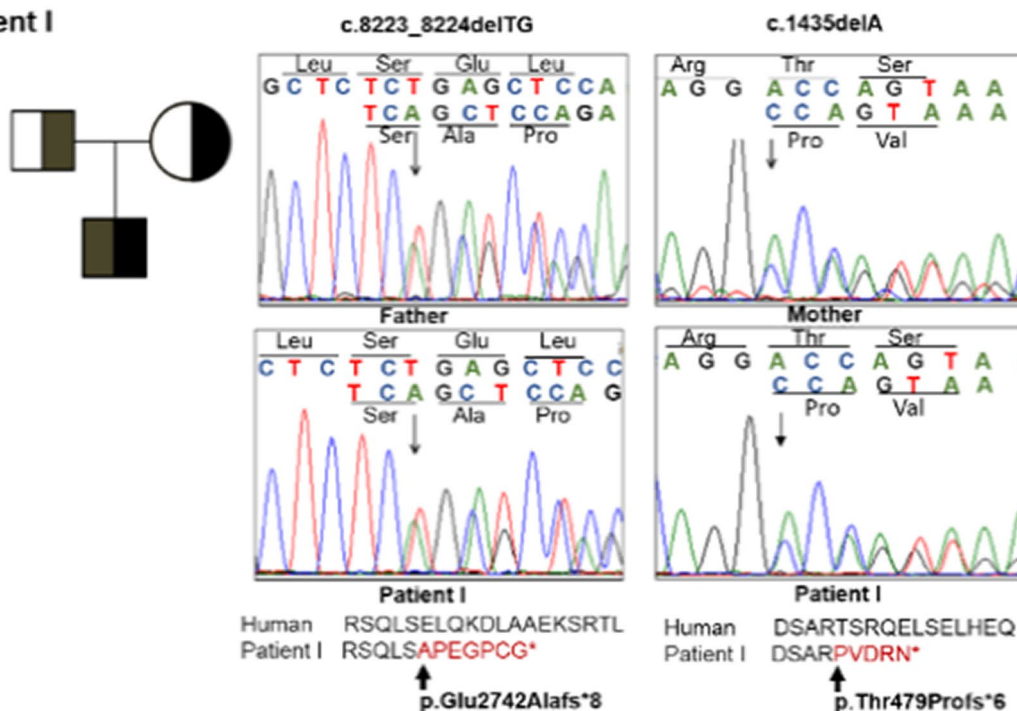 ent I
c.8223_8224delTG
c.1435delA
Leu Ser Glu Leu
G C T C T C T G A G C T C C A
T C A G C T C C A G A
Ser Ala Pro
Arg Thr Ser
A G G A C C A G T A A
C C A G T A A A
Pro Val
Father
Mother
Leu Ser Glu Leu
C T C T C T G A G C T C C
T C A G C T C C A G
Ser Ala Pro
Arg Thr Ser
A G G A C C A G T A
C C A G T A A
Pro Val
Patient I
Patient I
Human RSQLSELQKDLAAEKSRTL
Patient I RSQLSAPEGPCG*
p.Glu2742Alafs*8
Human DSARTSRQELSELHEQ
Patient I DSARPVDRN*
p.Thr479Profs*6